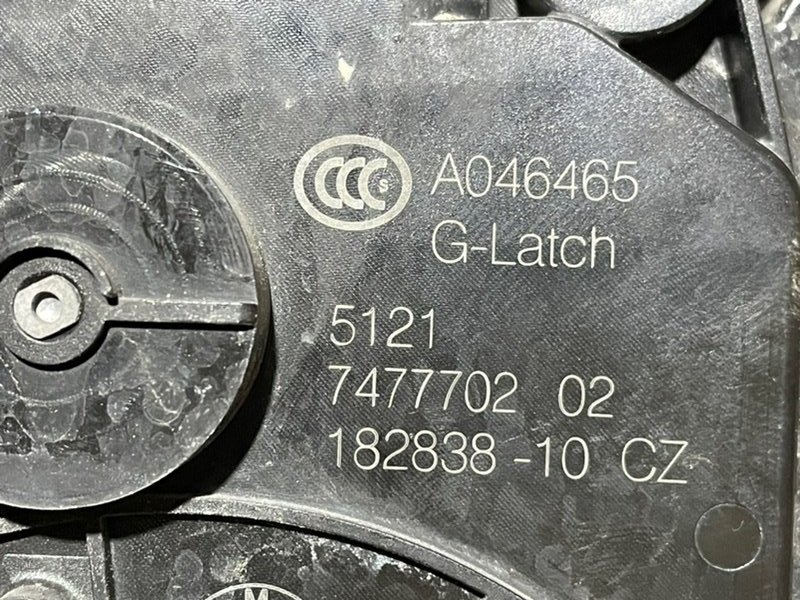 CCC S A046465
G-Latch
5121
7477702 02
182838 -10 CZ
M